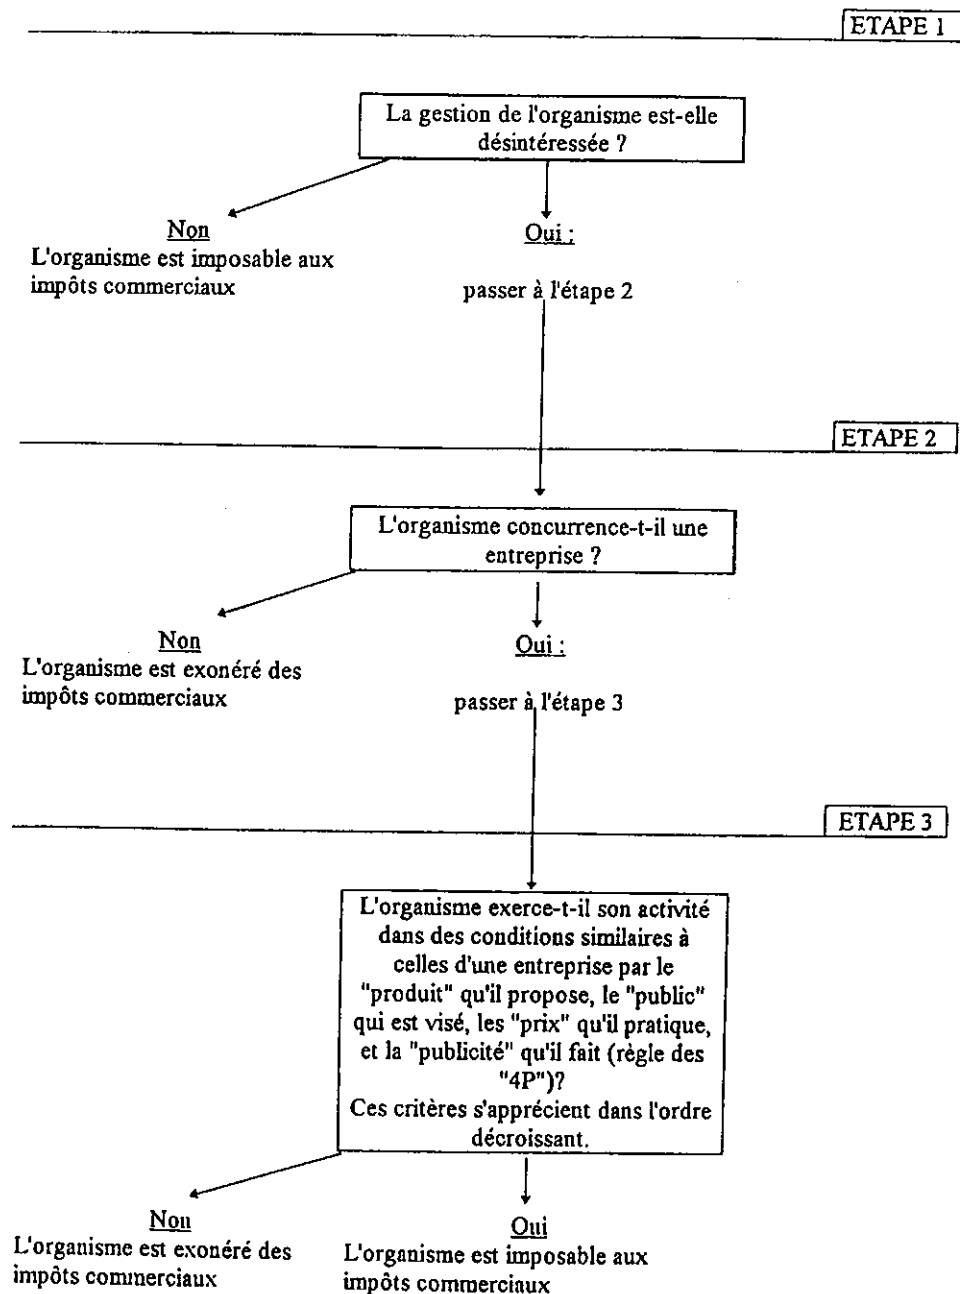 ETAPE 1
La gestion de l'organisme est-elle
désintéressée ?
Non
L'organisme est imposable aux
impôts commerciaux
Oui :
passer à l'étape 2
ETAPE 2
L'organisme concurrence-t-il une
entreprise ?
Non
L'organisme est exonéré des
impôts commerciaux
Oui :
passer à l'étape 3
ETAPE 3
L'organisme exerce-t-il son activité
dans des conditions similaires à
celles d'une entreprise par le
"produit" qu'il propose, le "public"
qui est visé, les "prix" qu'il pratique,
et la "publicité" qu'il fait (règle des
"4P")?
Ces critères s'apprécient dans l'ordre
décroissant.
Non
L'organisme est exonéré des
impôts commerciaux
Oui
L'organisme est imposable aux
impôts commerciaux